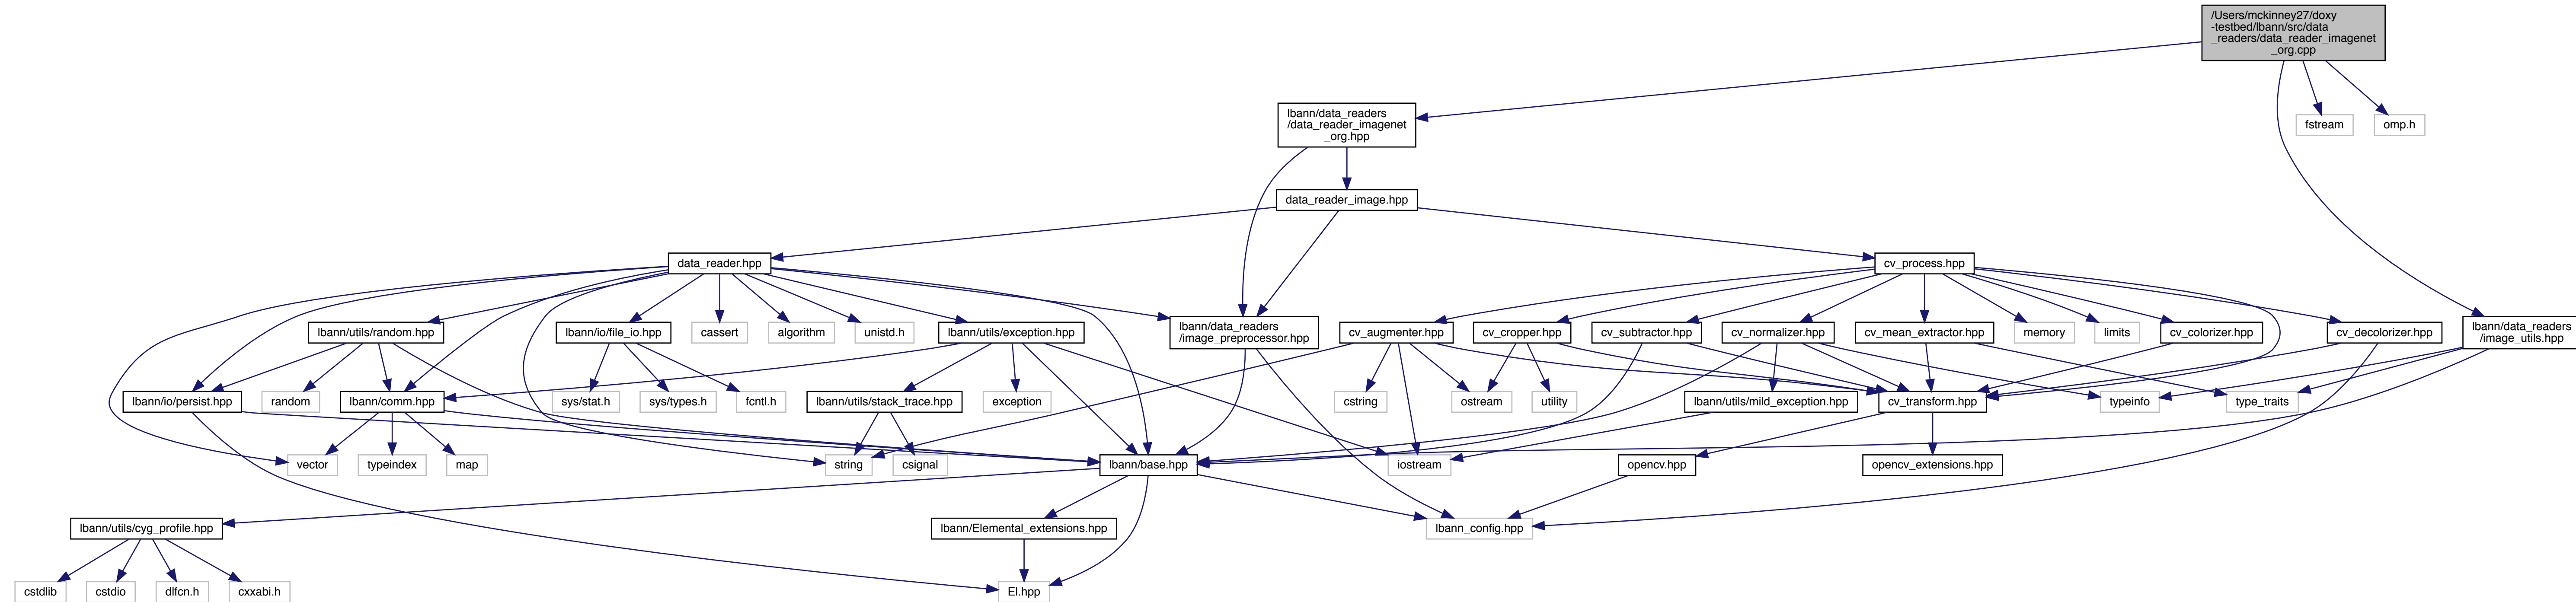 /Users/mckinney27/doxy
-testbed/lbann/src/data
_readers/data_reader_imagenet
_org.cpp
lbann/data_readers
/data_reader_imagenet
_org.hpp
fstream
omp.h
data_reader_image.hpp
data_reader.hpp
cv_process.hpp
lbann/utils/random.hpp
lbann/io/file_io.hpp
cassert
algorithm
unistd.h
lbann/utils/exception.hpp
lbann/data_readers
/image_preprocessor.hpp
cv_augmenter.hpp
cv_cropper.hpp
cv_subtractor.hpp
cv_normalizer.hpp
cv_mean_extractor.hpp
memory
limits
cv_colorizer.hpp
cv_decolorizer.hpp
lbann/data_readers
/image_utils.hpp
lbann/io/persist.hpp
random
lbann/comm.hpp
sys/stat.h
sys/types.h
fcntl.h
lbann/utils/stack_trace.hpp
exception
cstring
ostream
utility
lbann/utils/mild_exception.hpp
cv_transform.hpp
typeinfo
type_traits
vector
typeindex
map
string
csignal
lbann/base.hpp
iostream
opencv.hpp
opencv_extensions.hpp
lbann/utils/cyg_profile.hpp
lbann/Elemental_extensions.hpp
lbann_config.hpp
cstdlib
cstdio
dlfcn.h
cxxabi.h
El.hpp